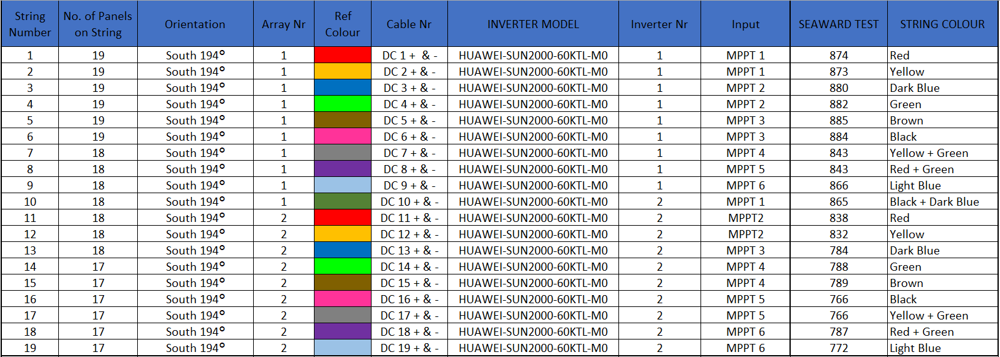 String Number No. of Panels on String Orientation Array Nr Ref Colour Cable Nr INVERTER MODEL Inverter Nr Input SEAWARD TEST STRING COLOUR
1 19 South 194° 1 DC 1 + & - HUAWEI-SUN2000-60KTL-M0 1 MPPT 1 874 Red
2 19 South 194° 1 DC 2 + & - HUAWEI-SUN2000-60KTL-M0 1 MPPT 1 873 Yellow
3 19 South 194° 1 DC 3 + & - HUAWEI-SUN2000-60KTL-M0 1 MPPT 2 880 Dark Blue
4 19 South 194° 1 DC 4 + & - HUAWEI-SUN2000-60KTL-M0 1 MPPT 2 882 Green
5 19 South 194° 1 DC 5 + & - HUAWEI-SUN2000-60KTL-M0 1 MPPT 3 885 Brown
6 19 South 194° 1 DC 6 + & - HUAWEI-SUN2000-60KTL-M0 1 MPPT 3 884 Black
7 18 South 194° 1 DC 7 + & - HUAWEI-SUN2000-60KTL-M0 1 MPPT 4 843 Yellow + Green
8 18 South 194° 1 DC 8 + & - HUAWEI-SUN2000-60KTL-M0 1 MPPT 5 843 Red + Green
9 18 South 194° 1 DC 9 + & - HUAWEI-SUN2000-60KTL-M0 1 MPPT 6 866 Light Blue
10 18 South 194° 1 DC 10 + & - HUAWEI-SUN2000-60KTL-M0 2 MPPT 1 865 Black + Dark Blue
11 18 South 194° 2 DC 11 + & - HUAWEI-SUN2000-60KTL-M0 2 MPPT2 838 Red
12 18 South 194° 2 DC 12 + & - HUAWEI-SUN2000-60KTL-M0 2 MPPT2 832 Yellow
13 18 South 194° 2 DC 13 + & - HUAWEI-SUN2000-60KTL-M0 2 MPPT 3 784 Dark Blue
14 17 South 194° 2 DC 14 + & - HUAWEI-SUN2000-60KTL-M0 2 MPPT 4 788 Green
15 17 South 194° 2 DC 15 + & - HUAWEI-SUN2000-60KTL-M0 2 MPPT 4 789 Brown
16 17 South 194° 2 DC 16 + & - HUAWEI-SUN2000-60KTL-M0 2 MPPT 5 766 Black
17 17 South 194° 2 DC 17 + & - HUAWEI-SUN2000-60KTL-M0 2 MPPT 5 766 Yellow + Green
18 17 South 194° 2 DC 18 + & - HUAWEI-SUN2000-60KTL-M0 2 MPPT 6 787 Red + Green
19 17 South 194° 2 DC 19 + & - HUAWEI-SUN2000-60KTL-M0 2 MPPT 6 772 Light Blue